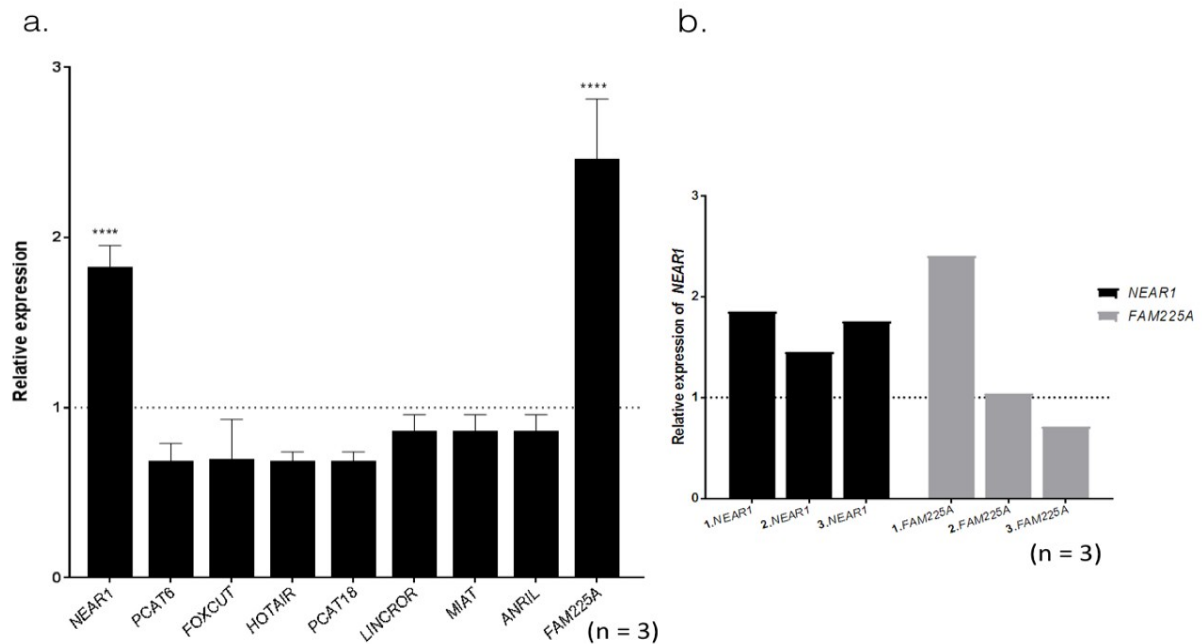 a.
Relative expression
3
2
1
0
****
****
NEAR1
PCAT6
FOXCUT
HOTAIR
PCAT18
LINCROR
MIAT
ANRIL
FAM225A
(n = 3)
b.
Relative expression of NEAR1
3
2
1
0
1.NEAR1
2.NEAR1
3.NEAR1
1.FAM225A
2.FAM225A
3.FAM225A
(n = 3)
NEAR1
FAM225A